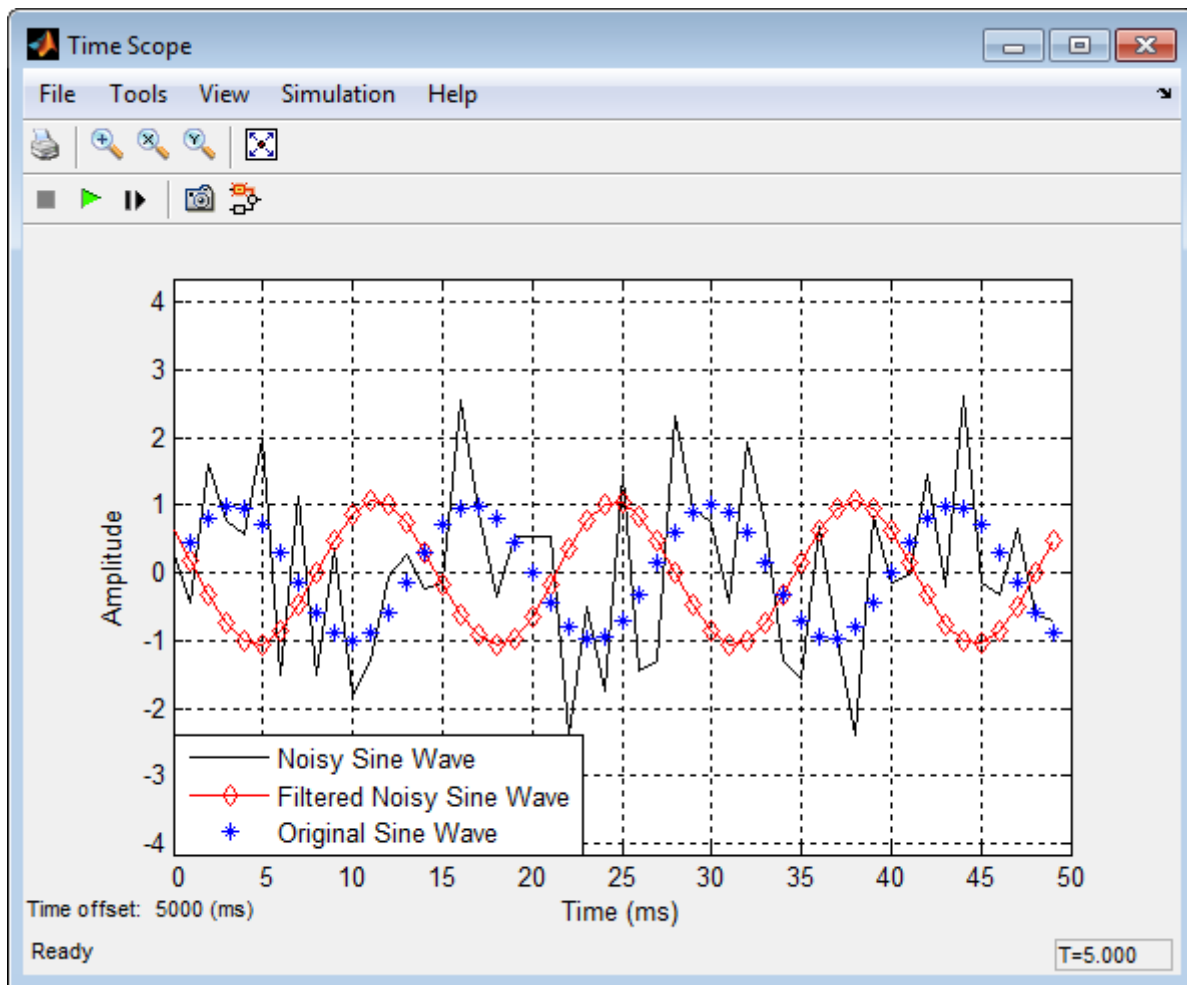 Time Scope
File Tools View Simulation Help
4
3
2
1
0
-1
-2
-3
-4
Amplitude
Noisy Sine Wave
Filtered Noisy Sine Wave
Original Sine Wave
0 5 10 15 20 25 30 35 40 45 50
Time offset: 5000 (ms)
Time (ms)
Ready
T=5.000